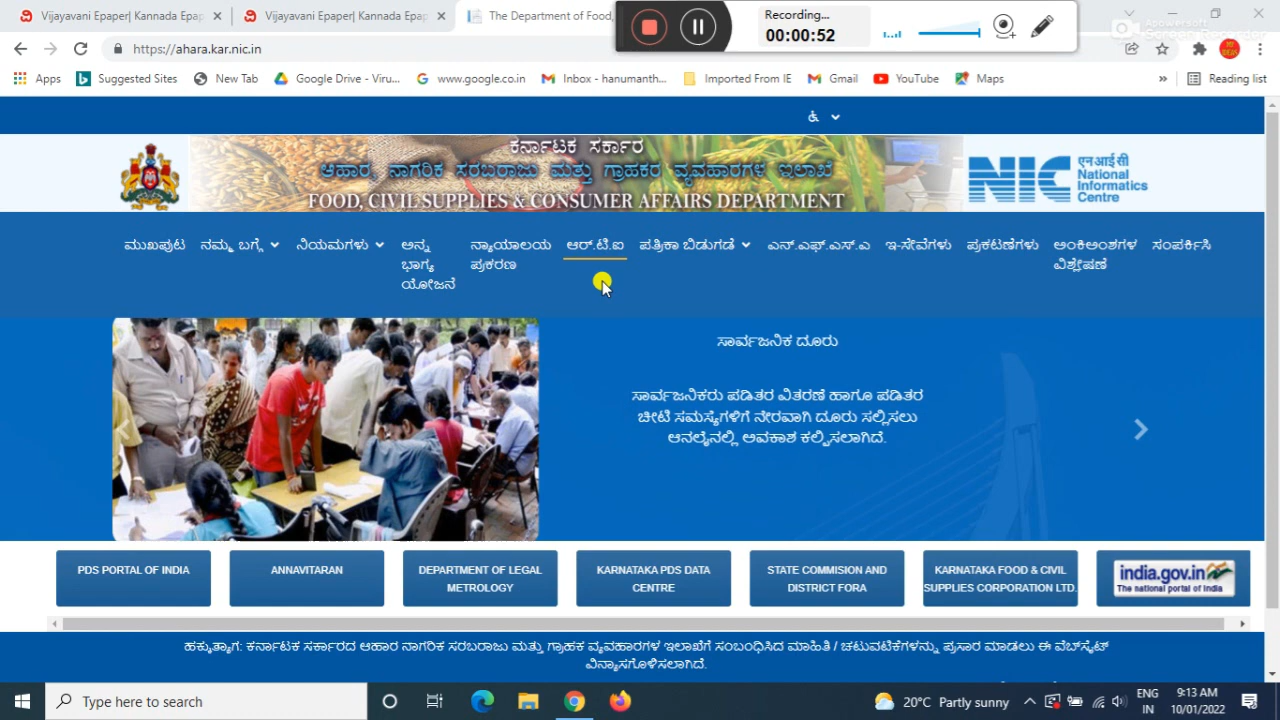 Vijayavani Epaper| Kannada Epap
Vijayavani Epaper| Kannada Epap
The Department of Food,
Recording...
00:00:52
Apowersoft
Screen Recorder
https://ahara.kar.nic.in
Apps
Suggested Sites
New Tab
Google Drive - Viru...
www.google.co.in
Inbox - hanumanth...
Imported From IE
Gmail
YouTube
Maps
»
Reading list
ಕರ್ನಾಟಕ ಸರ್ಕಾರ
ಆಹಾರ, ನಾಗರಿಕ ಸರಬರಾಜು ಮತ್ತು ಗ್ರಾಹಕರ ವ್ಯವಹಾರಗಳ ಇಲಾಖೆ
FOOD, CIVIL SUPPLIES & CONSUMER AFFAIRS DEPARTMENT
NIC
एन आई सी
National
Informatics
Centre
ಮುಖಪುಟ
ನಮ್ಮ ಬಗ್ಗೆ
ನಿಯಮಗಳು
ಅನ್ನ
ಭಾಗ್ಯ
ಯೋಜನೆ
ನ್ಯಾಯಾಲಯ
ಪ್ರಕರಣ
ಆರ್.ಟಿ.ಐ
ಪತ್ರಿಕಾ ಬಿಡುಗಡೆ
ಎನ್.ಎಫ್.ಎಸ್.ಎ
ಇ-ಸೇವೆಗಳು
ಪ್ರಕಟಣೆಗಳು
ಅಂಕಿಅಂಶಗಳ
ವಿಶ್ಲೇಷಣೆ
ಸಂಪರ್ಕಿಸಿ
ಸಾರ್ವಜನಿಕ ದೂರು
ಸಾರ್ವಜನಿಕರು ಪಡಿತರ ವಿತರಣೆ ಹಾಗೂ ಪಡಿತರ
ಚೀಟಿ ಸಮಸ್ಯೆಗಳಿಗೆ ನೇರವಾಗಿ ದೂರು ಸಲ್ಲಿಸಲು
ಆನಲೈನಲ್ಲಿ ಅವಕಾಶ ಕಲ್ಪಿಸಲಾಗಿದೆ.
PDS PORTAL OF INDIA
ANNAVITARAN
DEPARTMENT OF LEGAL
METROLOGY
KARNATAKA PDS DATA
CENTRE
STATE COMMISION AND
DISTRICT FORA
KARNATAKA FOOD & CIVIL
SUPPLIES CORPORATION LTD.
india.gov.in
The national portal of India
ಹಕ್ಕುತ್ಯಾಗ: ಕರ್ನಾಟಕ ಸರ್ಕಾರದ ಆಹಾರ ನಾಗರಿಕ ಸರಬರಾಜು ಮತ್ತು ಗ್ರಾಹಕ ವ್ಯವಹಾರಗಳ ಇಲಾಖೆಗೆ ಸಂಬಂಧಿಸಿದ ಮಾಹಿತಿ / ಚಟುವಟಿಕೆಗಳನ್ನು ಪ್ರಸಾರ ಮಾಡಲು ಈ ವೆಬ್‌ಸೈಟ್
ವಿನ್ಯಾಸಗೊಳಿಸಲಾಗಿದೆ.
Type here to search
20°C Partly sunny
ENG
IN
9:13 AM
10/01/2022